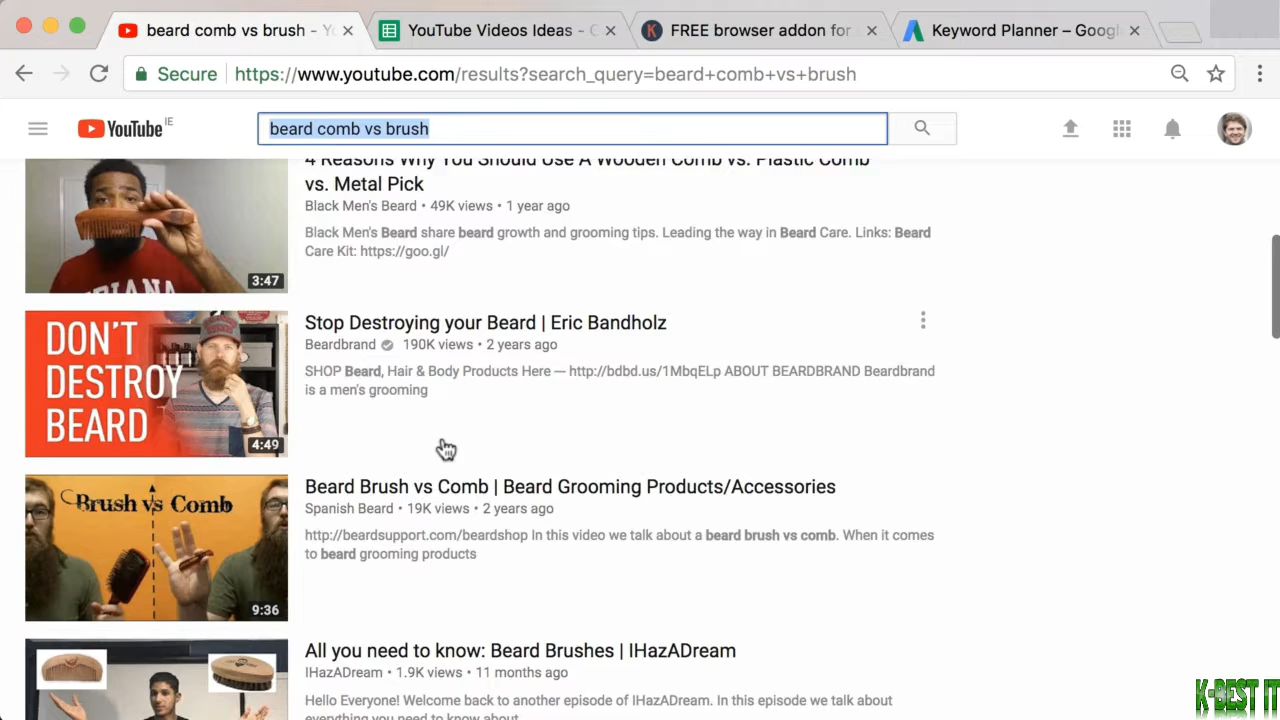 beard comb vs brush - Y
YouTube Videos Ideas - G
FREE browser addon for
Keyword Planner – Googl
Secure
https://www.youtube.com/results?search_query=beard+comb+vs+brush
YouTube IE
beard comb vs brush
4 Reasons Why You Should Use A Wooden Comb vs. Plastic Comb
vs. Metal Pick
Black Men's Beard • 49K views • 1 year ago
Black Men's Beard share beard growth and grooming tips. Leading the way in Beard Care. Links: Beard
Care Kit: https://goo.gl/
INDIANA
3:47
DON'T
DESTROY
BEARD
4:49
Stop Destroying your Beard | Eric Bandholz
Beardbrand 190K views • 2 years ago
SHOP Beard, Hair & Body Products Here — http://bdbd.us/1MbqELp ABOUT BEARDBRAND Beardbrand
is a men's grooming
Brush vs Comb
9:36
Beard Brush vs Comb | Beard Grooming Products/Accessories
Spanish Beard • 19K views • 2 years ago
http://beardsupport.com/beardshop In this video we talk about a beard brush vs comb. When it comes
to beard grooming products
All you need to know: Beard Brushes | IHazADream
IHazADream • 1.9K views • 11 months ago
Hello Everyone! Welcome back to another episode of IHazADream. In this episode we talk about
everything you need to know about
K-BEST IT